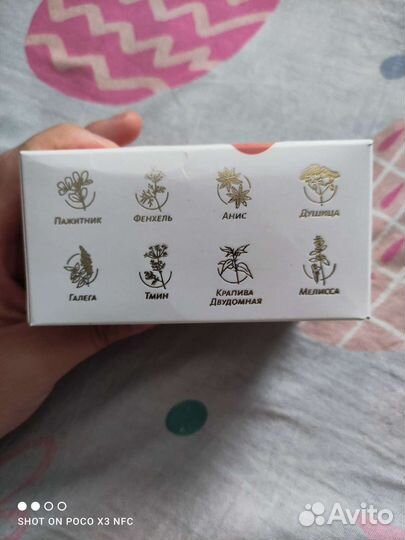 Пажитник
Фенхель
Анис
Душица
Галега
Тмин
Крапива
Двудомная
Мелисса
SHOT ON POCO X3 NFC
Avito